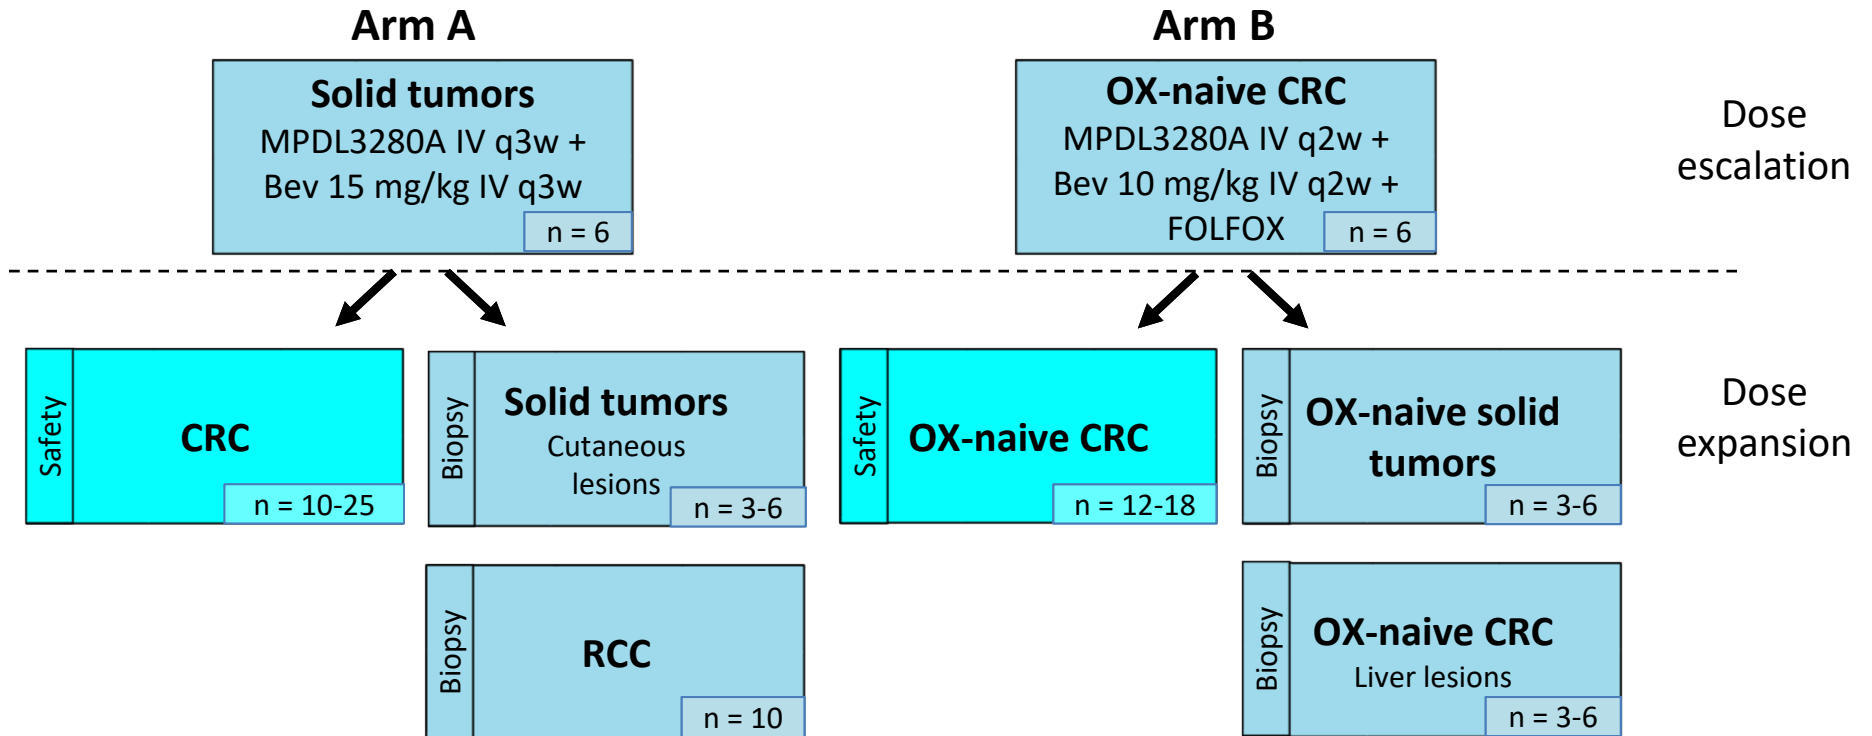 Arm A
Solid tumors
MPDL3280A IV q3w +
Bev 15 mg/kg IV q3w
n = 6
Arm B
OX-naive CRC
MPDL3280A IV q2w +
Bev 10 mg/kg IV q2w +
FOLFOX
n = 6
Dose
escalation
Safety
CRC
n = 10-25
Biopsy
Solid tumors
Cutaneous
lesions
n = 3-6
Safety
OX-naive CRC
n = 12-18
Biopsy
OX-naive solid
tumors
n = 3-6
Dose
expansion
Biopsy
RCC
n = 10
Biopsy
OX-naive CRC
Liver lesions
n = 3-6